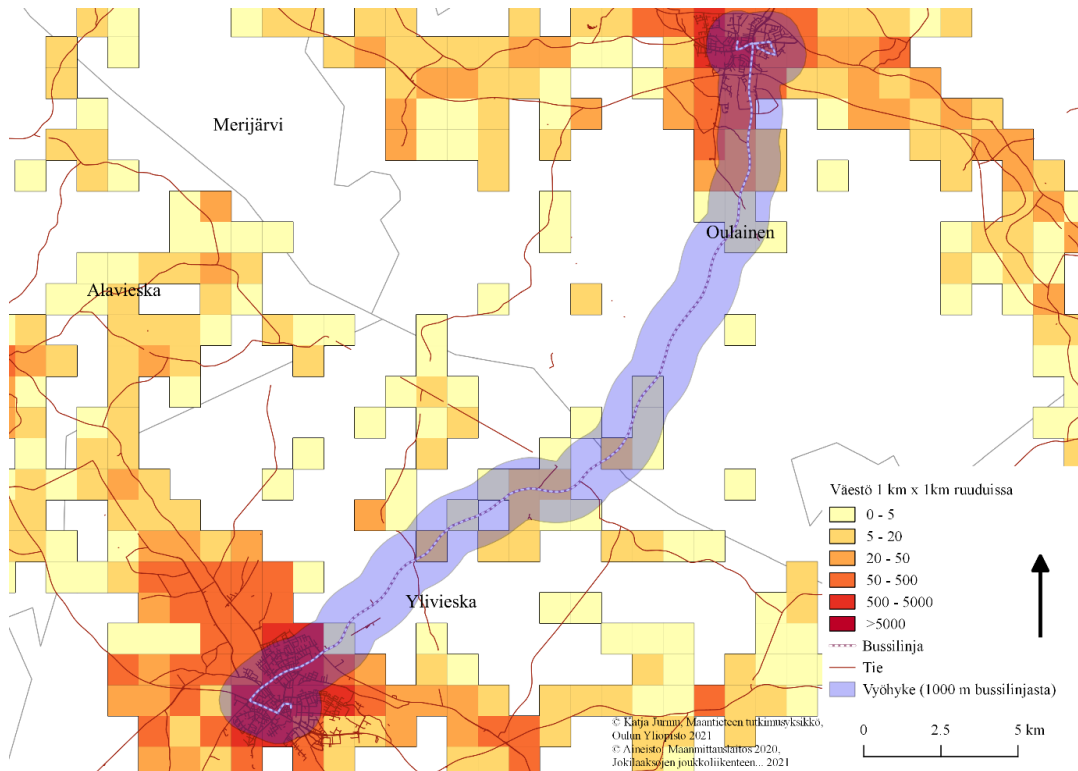 Merijärvi
Oulainen
Alavieska
Ylivieska
Väestö 1 km x 1km ruuduissa
0 - 5
5 - 20
20 - 50
50 - 500
500 - 5000
>5000
Bussilinja
Tie
Vyöhyke (1000 m bussilinjasta)
0 2.5 5 km
© Katja Jurmu, Maantieteen tutkimusyksikkö,
Oulun Yliopisto 2021
© Aineisto, Maanmittauslaitos 2020,
Jokilaaksojen joukkoliikenteen... 2021